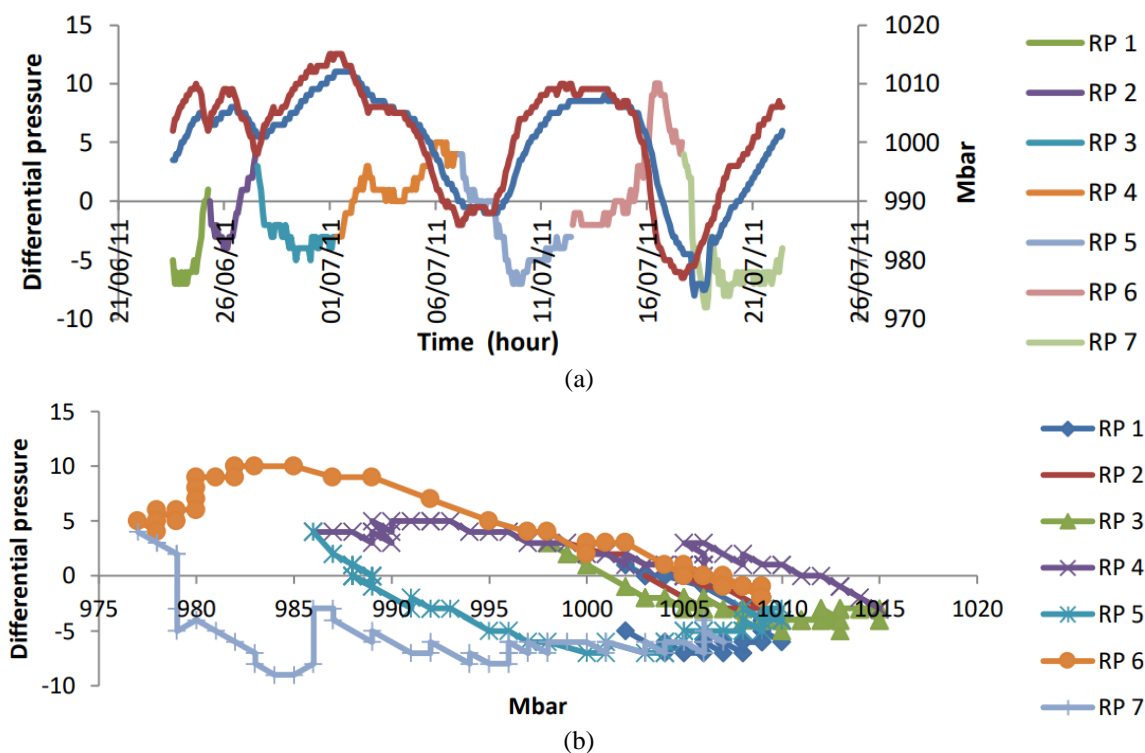 15
10
5
0
-5
-10
Differential pressure
1020
1010
1000
990
980
970
Mbar
21/06/11
26/06/11
01/07/11
06/07/11
11/07/11
16/07/11
21/07/11
26/07/11
Time (hour)
RP 1
RP 2
RP 3
RP 4
RP 5
RP 6
RP 7
(a)
15
10
5
0
-5
-10
Differential pressure
975
980
985
990
995
1000
1005
1010
1015
1020
Mbar
RP 1
RP 2
RP 3
RP 4
RP 5
RP 6
RP 7
(b)